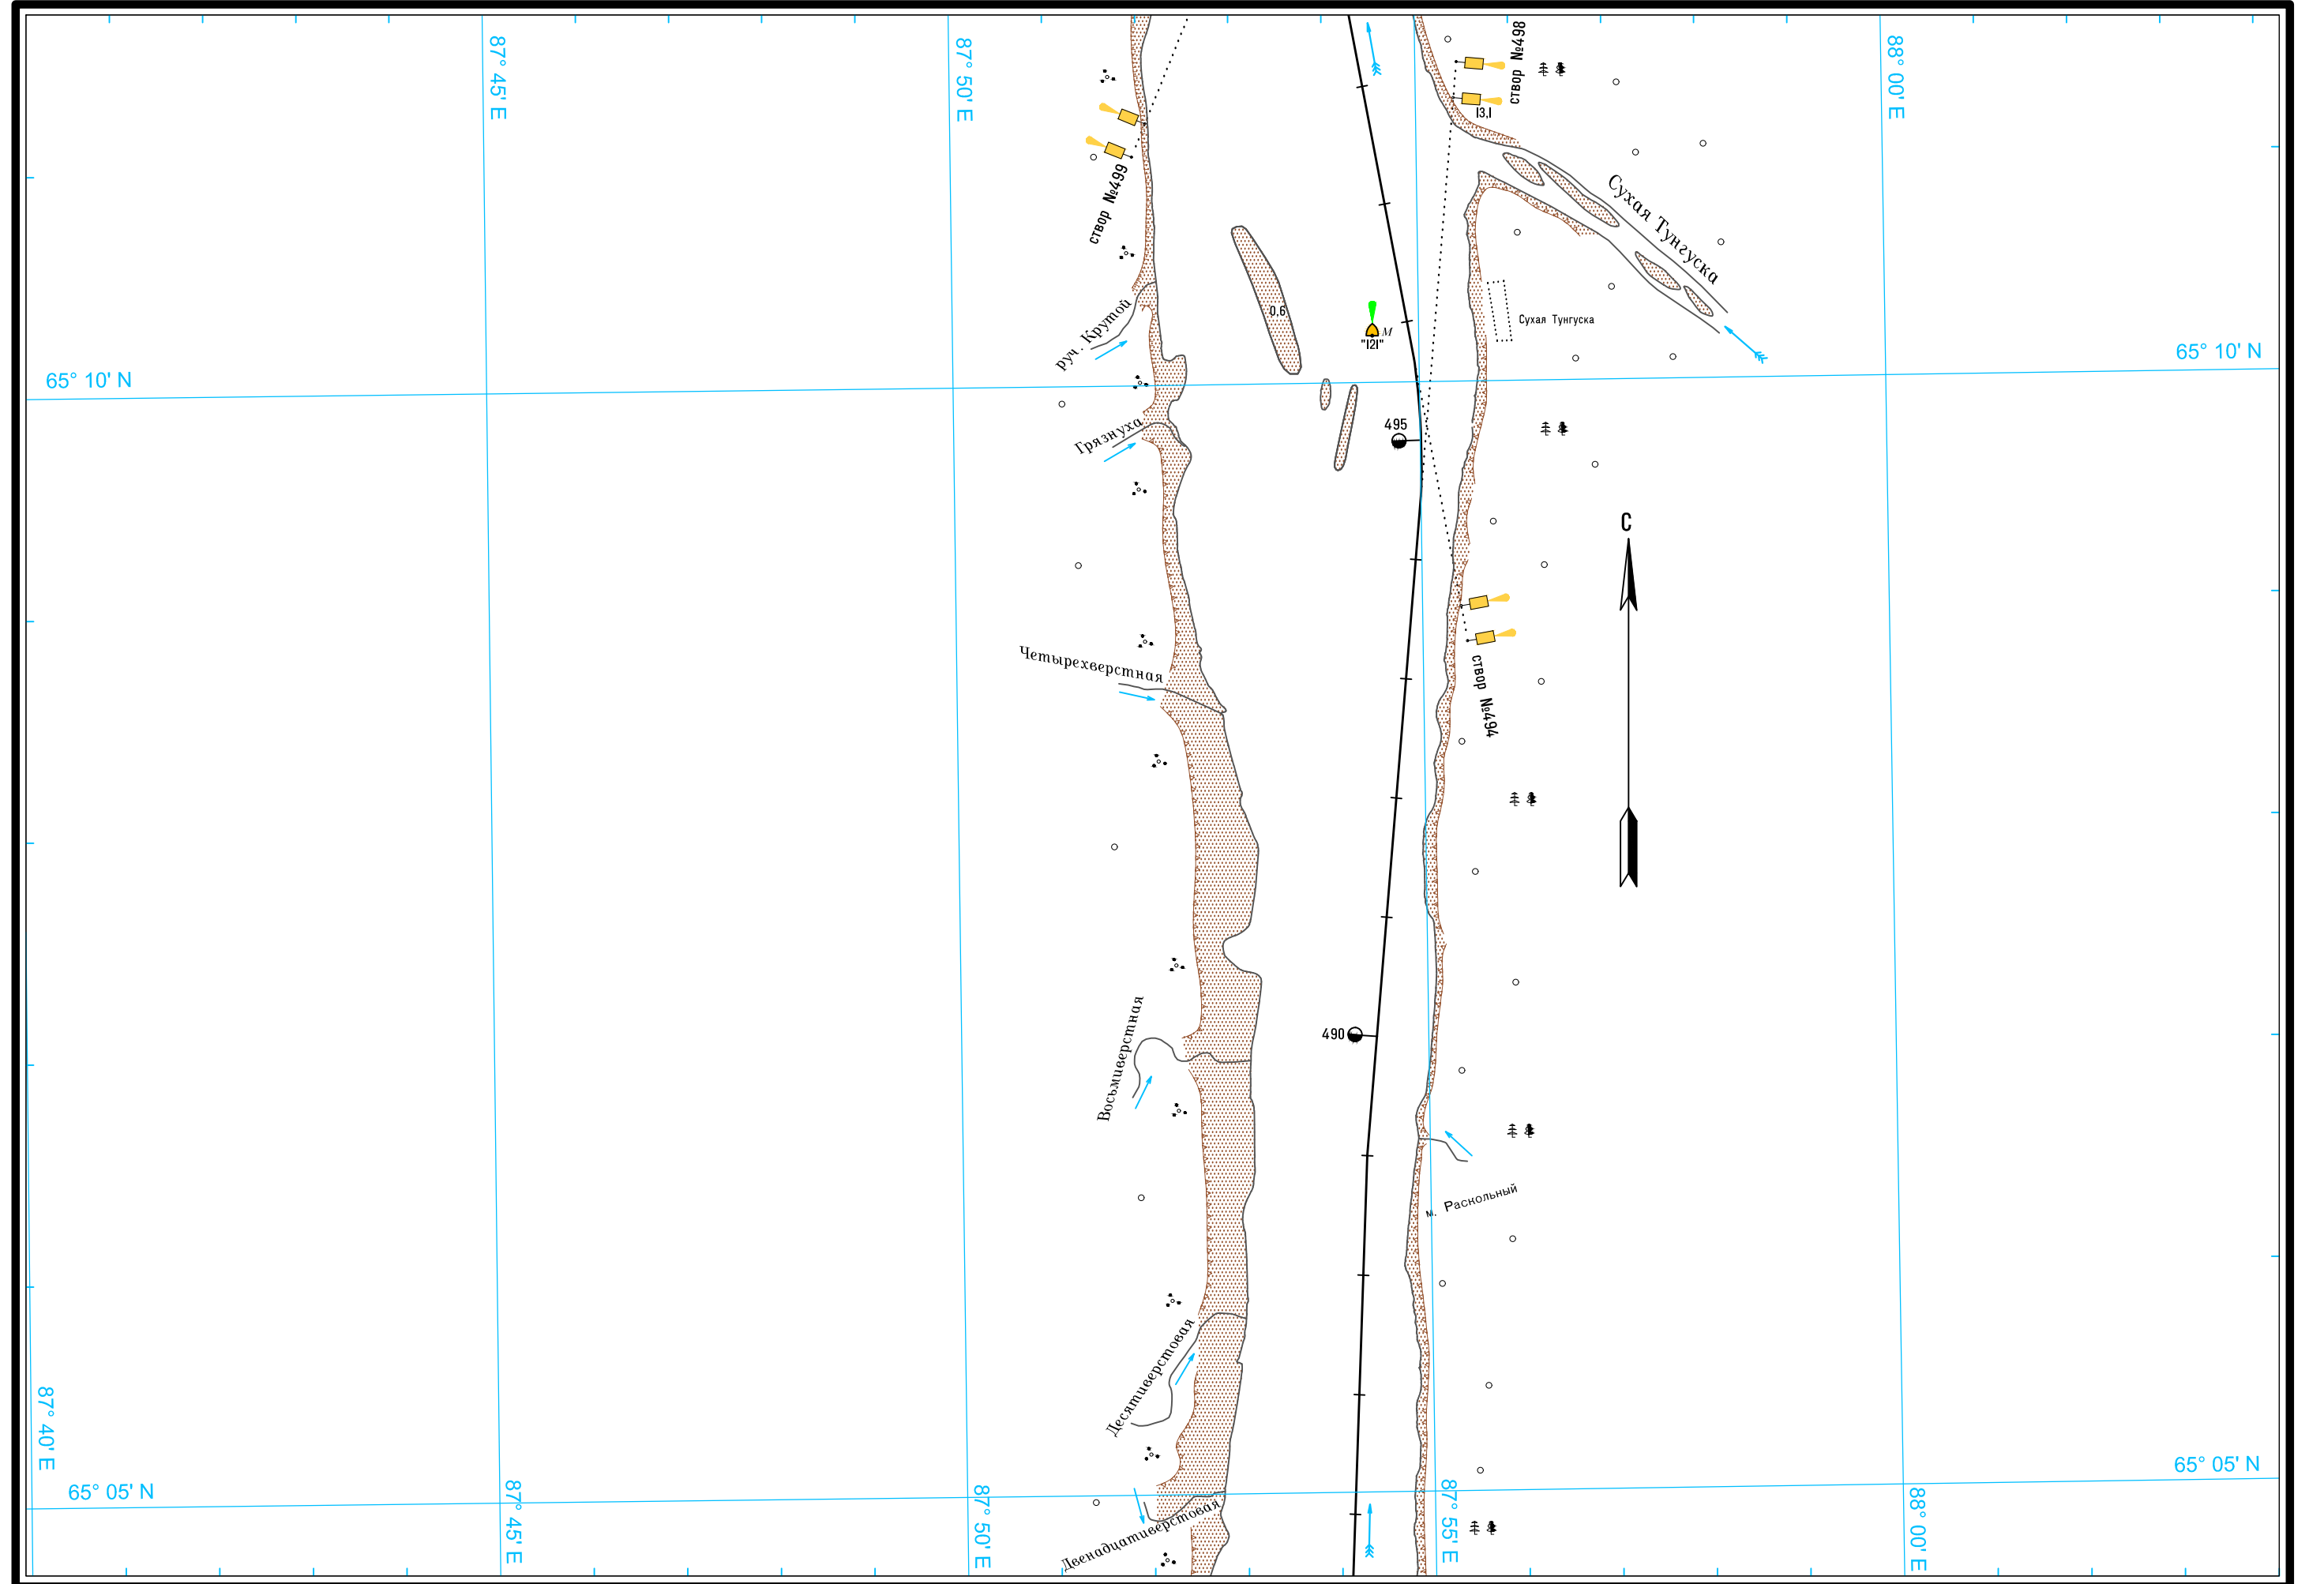 87° 45' E
87° 50' E
створ №498
88° 00' E
13,1
створ №499
Сухая Тунгуска
руч. Крутой
0,6
М
"121"
Сухая Тунгуска
65° 10' N
65° 10' N
Грязнуха
495
С
Четырехверстная
створ №494
Восьмиверстная
490
м. Раскольный
Десятиверстовая
87° 40' E
65° 05' N
65° 05' N
87° 45' E
87° 50' E
87° 55' E
88° 00' E
Двенадцативерстовая